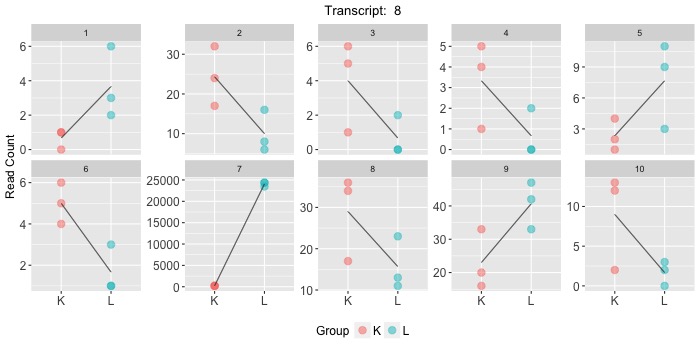 Transcript:  8
1 2 3 4 5
6 4 2 0
30 20 10
6 4 2 0
5 4 3 2 1 0
9 6 3
Read Count
6 7 8 9 10
6 4 2
25000 20000 15000 10000 5000 0
30 20 10
40 30 20
10 5 0
K L K L K L K L K L
Group K L